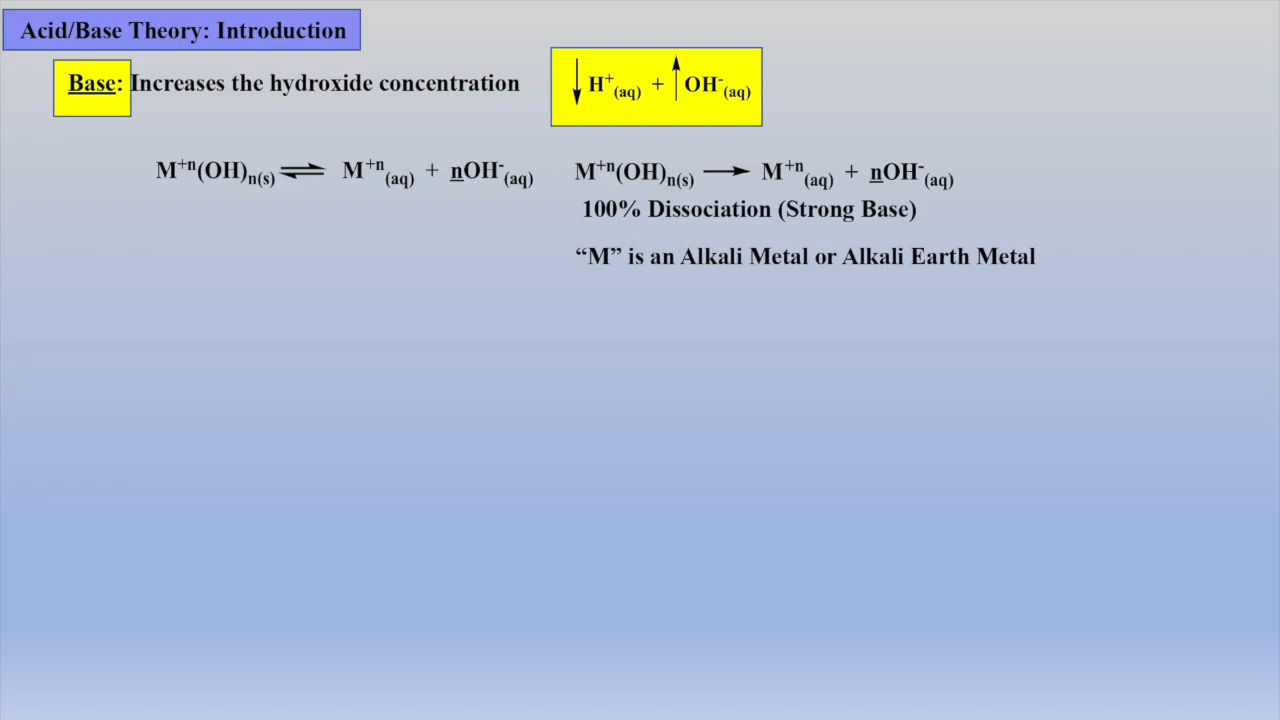 Acid/Base Theory: Introduction
Base: Increases the hydroxide concentration
↓ H⁺(aq) + ↑ OH⁻(aq)
M⁺ⁿ(OH)n(s) ⇌ M⁺ⁿ(aq) + nOH⁻(aq)
M⁺ⁿ(OH)n(s) → M⁺ⁿ(aq) + nOH⁻(aq)
100% Dissociation (Strong Base)
“M” is an Alkali Metal or Alkali Earth Metal